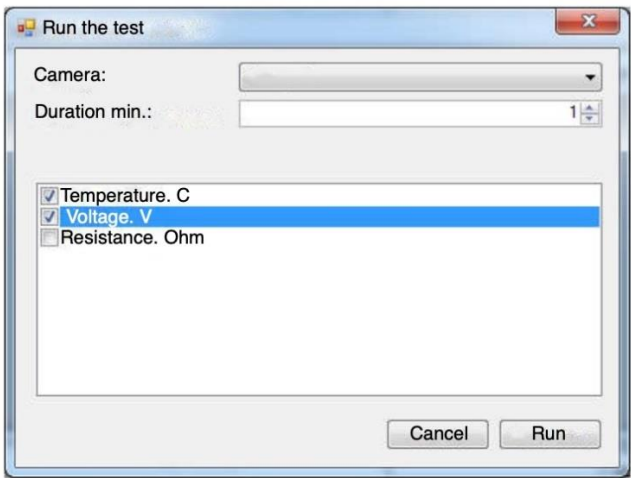 Run the test
Camera:
Duration min.: 1
Temperature. C
Voltage. V
Resistance. Ohm
Cancel Run